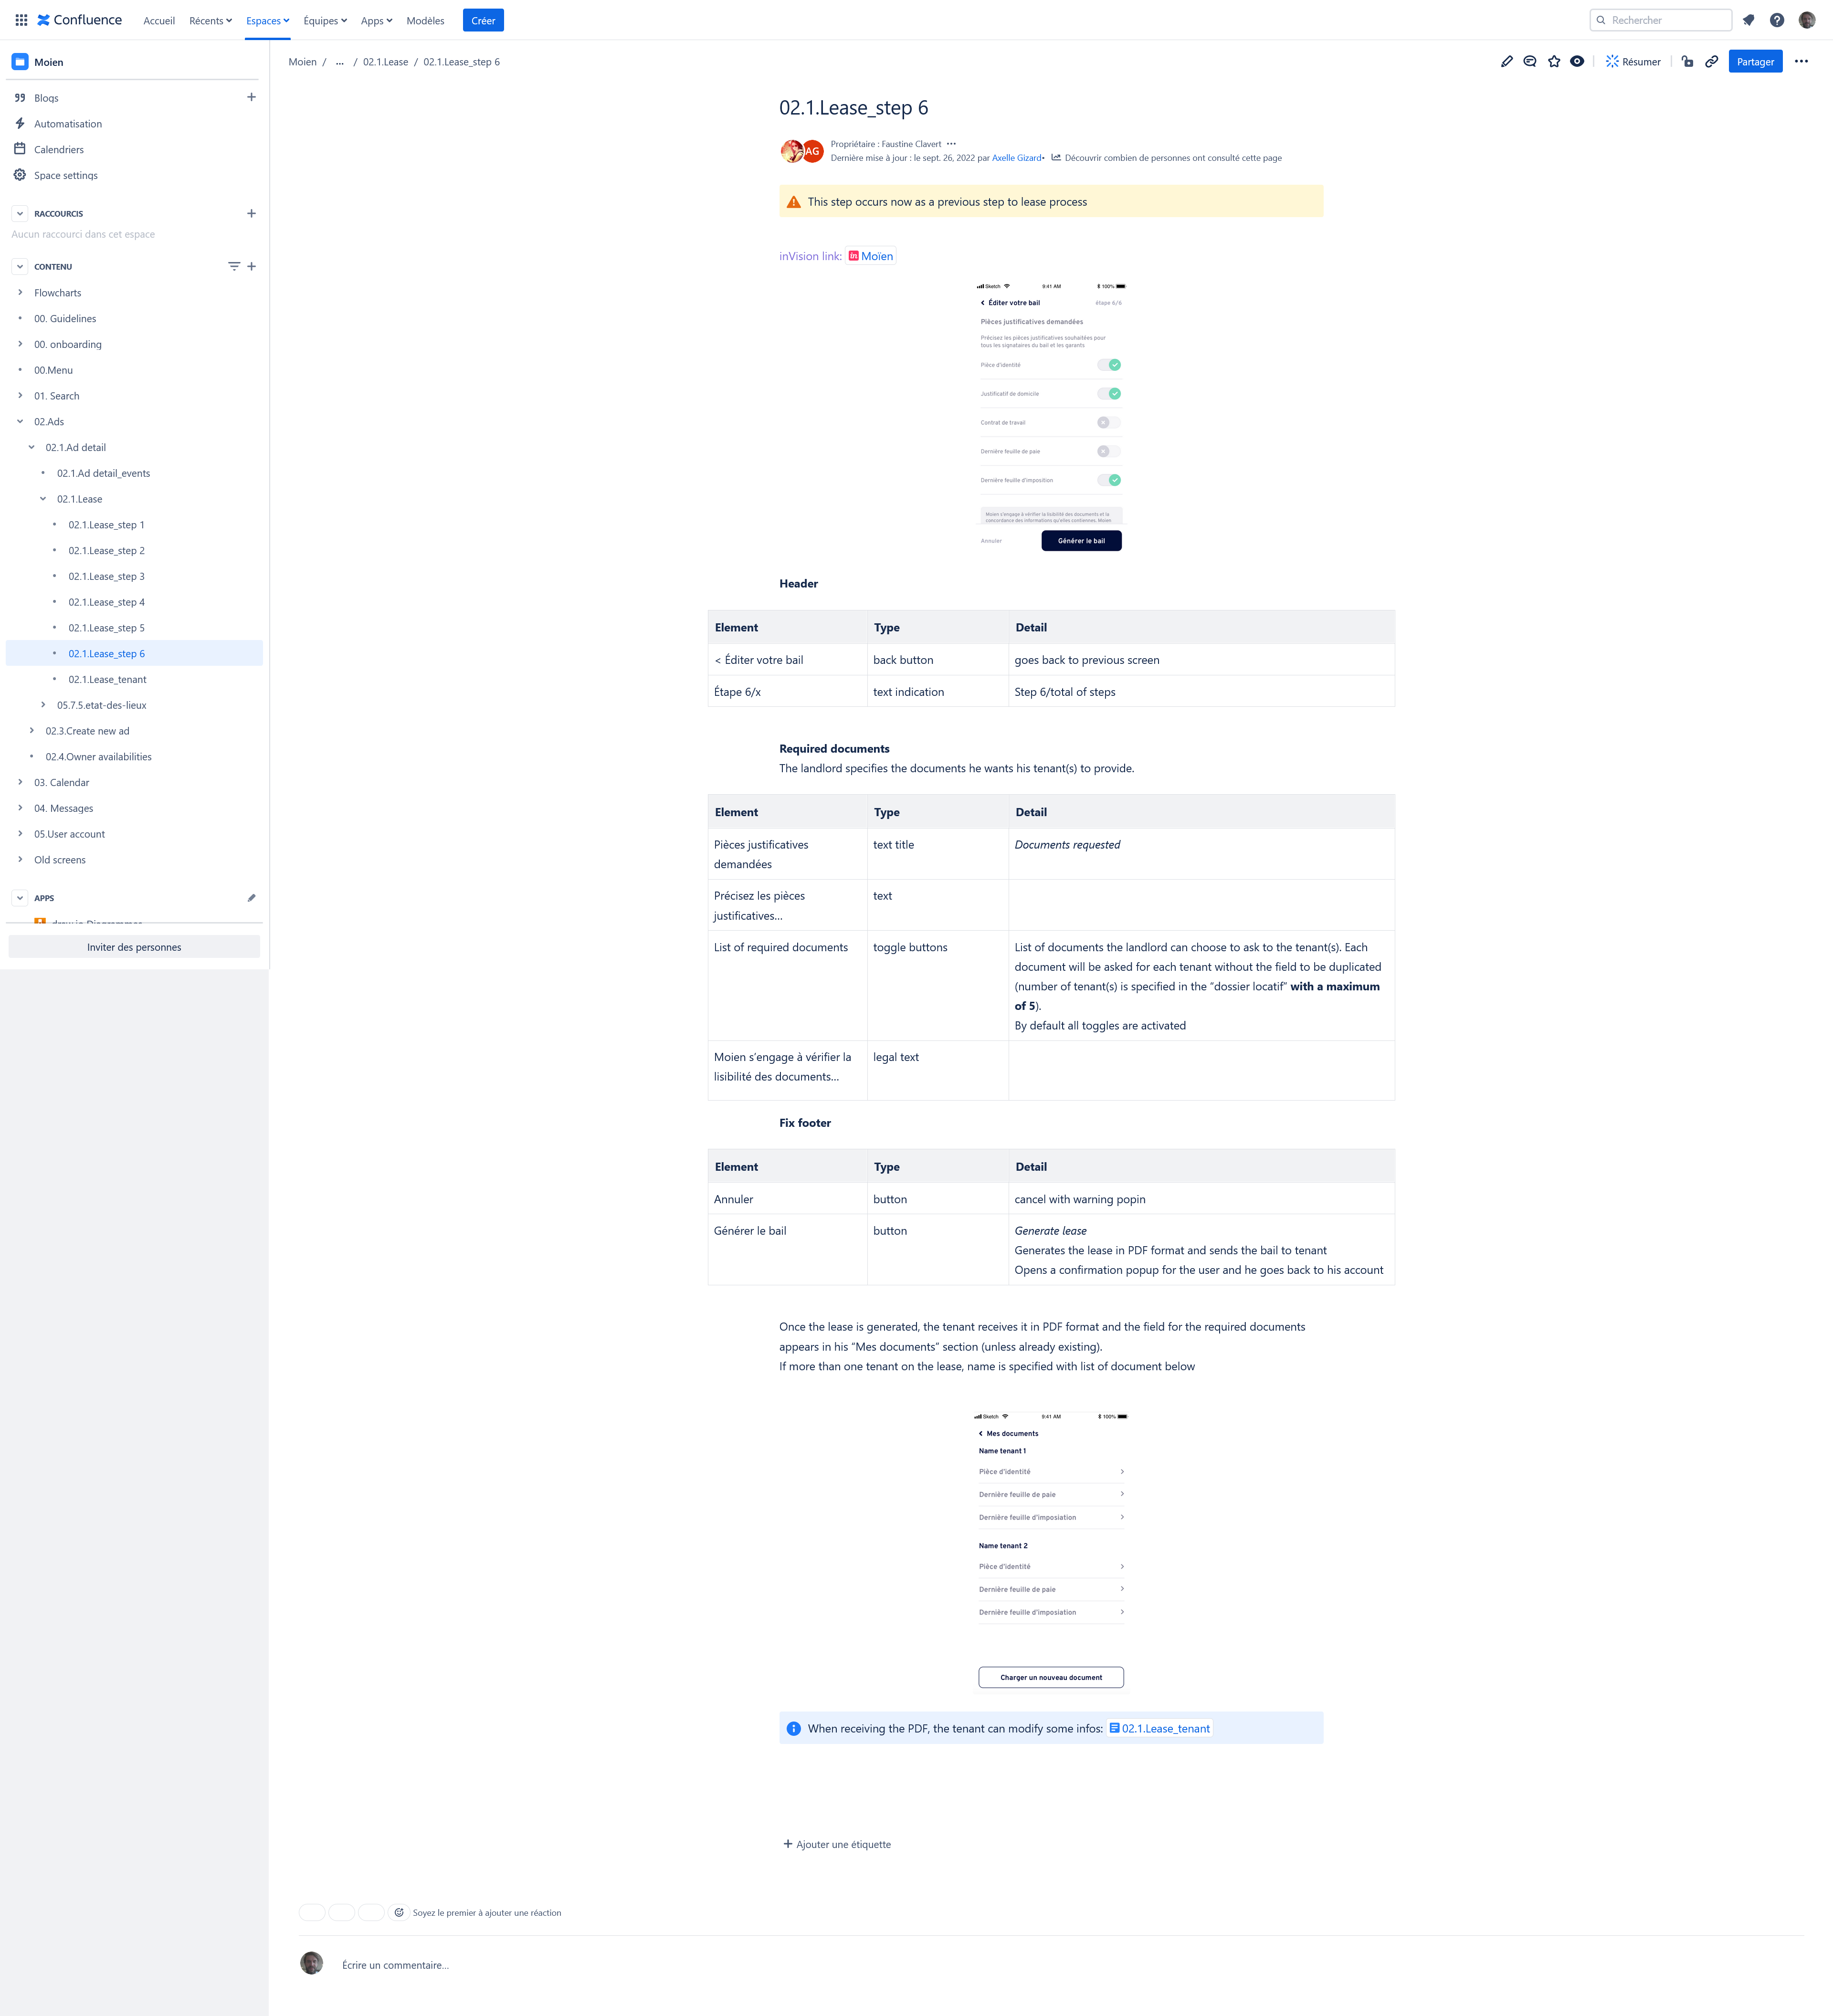 Confluence
Accueil
Récents
Espaces
Équipes
Apps
Modèles
Créer
Rechercher
Moien
Blogs
Automatisation
Calendriers
Space settings
RACCOURCIS
Aucun raccourci dans cet espace
CONTENU
Flowcharts
00. Guidelines
00. onboarding
00.Menu
01. Search
02.Ads
02.1.Ad detail
02.1.Ad detail_events
02.1.Lease
02.1.Lease_step 1
02.1.Lease_step 2
02.1.Lease_step 3
02.1.Lease_step 4
02.1.Lease_step 5
02.1.Lease_step 6
02.1.Lease_tenant
05.7.5.etat-des-lieux
02.3.Create new ad
02.4.Owner availabilities
03. Calendar
04. Messages
05.User account
Old screens
APPS
Inviter des personnes
Moien / ... / 02.1.Lease / 02.1.Lease_step 6
Résumer
Partager
02.1.Lease_step 6
AG
Propriétaire : Faustine Clavert
Dernière mise à jour : le sept. 26, 2022 par Axelle Gizard• Découvrir combien de personnes ont consulté cette page
This step occurs now as a previous step to lease process
inVision link: in Moïen
Sketch 9:41 AM 100%
Éditer votre bail étape 6/6
Pièces justificatives demandées
Précisez les pièces justificatives souhaitées pour
tous les signataires du bail et les garants
Pièce d'identité
Justificatif de domicile
Contrat de travail
Dernière feuille de paie
Dernière feuille d'imposition
Moien s'engage à vérifier la lisibilité des documents et la
concordance des informations qu'elles contiennes. Moien
Annuler Générer le bail
Header
Element Type Detail
< Éditer votre bail back button goes back to previous screen
Étape 6/x text indication Step 6/total of steps
Required documents
The landlord specifies the documents he wants his tenant(s) to provide.
Element Type Detail
Pièces justificatives text title Documents requested
demandées
Précisez les pièces text
justificatives…
List of required documents toggle buttons List of documents the landlord can choose to ask to the tenant(s). Each
document will be asked for each tenant without the field to be duplicated
(number of tenant(s) is specified in the “dossier locatif” with a maximum
of 5).
By default all toggles are activated
Moien s’engage à vérifier la legal text
lisibilité des documents…
Fix footer
Element Type Detail
Annuler button cancel with warning popin
Générer le bail button Generate lease
Generates the lease in PDF format and sends the bail to tenant
Opens a confirmation popup for the user and he goes back to his account
Once the lease is generated, the tenant receives it in PDF format and the field for the required documents
appears in his “Mes documents” section (unless already existing).
If more than one tenant on the lease, name is specified with list of document below
Sketch 9:41 AM 100%
Mes documents
Name tenant 1
Pièce d'identité
Dernière feuille de paie
Dernière feuille d'imposiation
Name tenant 2
Pièce d'identité
Dernière feuille de paie
Dernière feuille d'imposiation
Charger un nouveau document
When receiving the PDF, the tenant can modify some infos: 02.1.Lease_tenant
Ajouter une étiquette
Soyez le premier à ajouter une réaction
Écrire un commentaire…